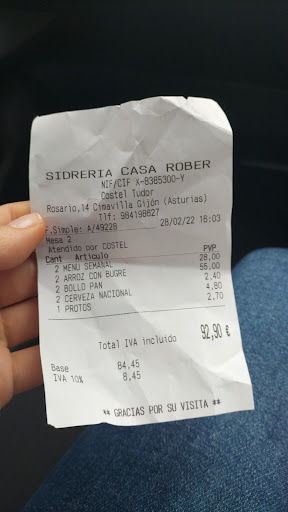 SIDRERIA CASA ROBER
NIF/CIF X-8385300-Y
Costel Tudor
Rosario,14 Cimavilla Gijón (Asturias)
Tlf: 984198627
F.Simple: A/49228 28/02/22 16:03
Mesa 2
Atendido por COSTEL
Cant Artículo PVP
2 MENU SEMANAL 28,00
2 ARROZ CON BUGRE 55,00
2 BOLLO PAN 2,40
2 CERVEZA NACIONAL 4,80
1 PROTOS 2,70
Total IVA incluido 92,90 €
Base 84,45
IVA 10% 8,45
** GRACIAS POR SU VISITA **